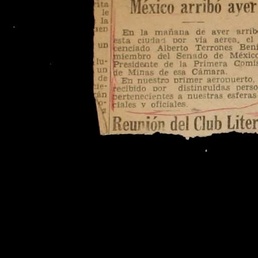 México arribó ayer
En la mañana de ayer arribó
esta ciudad por vía aérea, el
cenciado Alberto Terrones Beni
miembro del Senado de México
Presidente de la Primera Comis
de Minas de esa Cámara.
En nuestro primer aeropuerto,
recibido por distinguidas perso
pertenecientes a nuestras esferas
ciales y oficiales.
Reunión del Club Liter